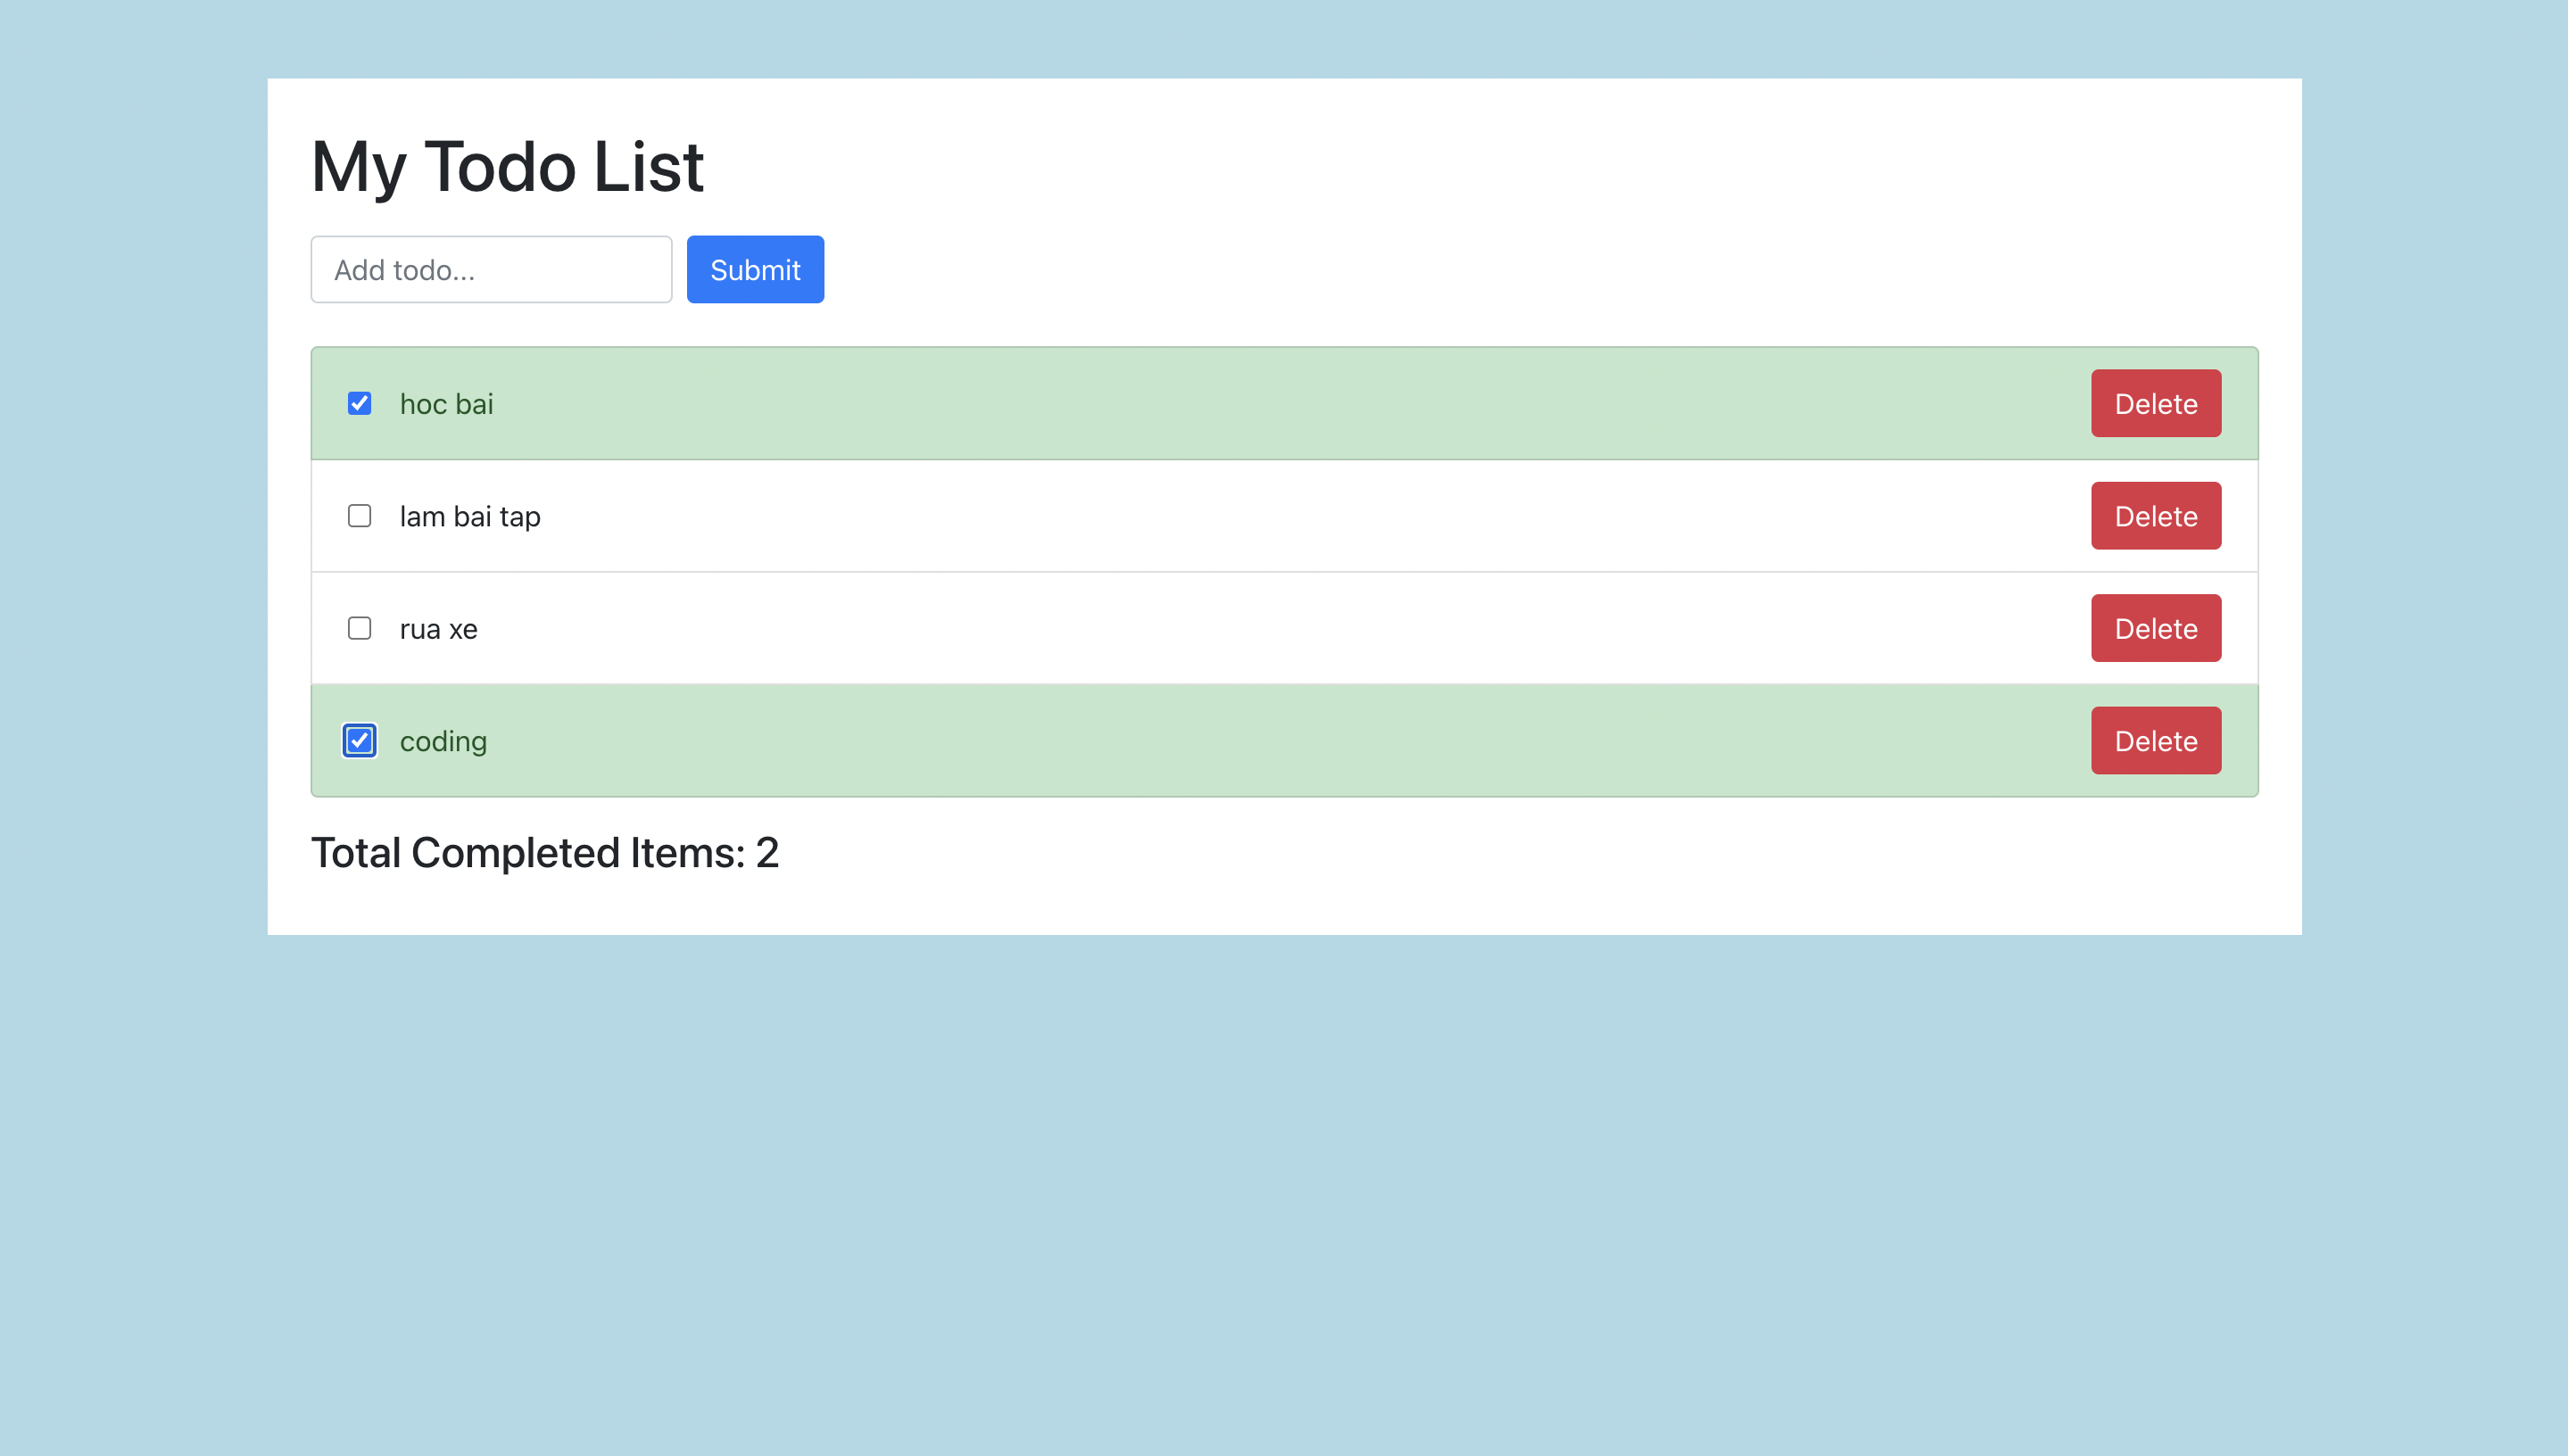 My Todo List
Add todo...
Submit
hoc bai
Delete
lam bai tap
Delete
rua xe
Delete
coding
Delete
Total Completed Items: 2